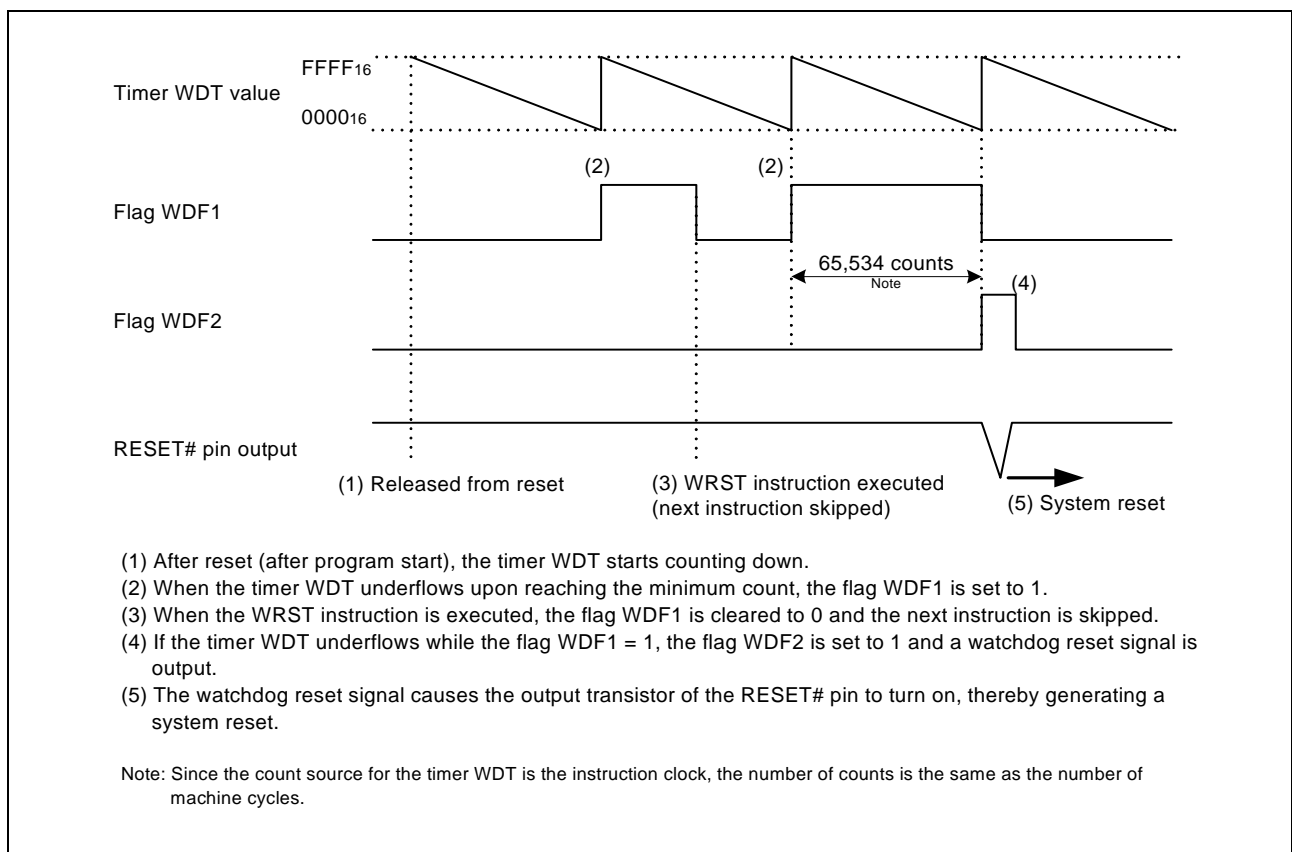 FFFF16
Timer WDT value
000016
(2)
(2)
Flag WDF1
65,534 counts
Note
(4)
Flag WDF2
RESET# pin output
(1) Released from reset
(3) WRST instruction executed
(next instruction skipped)
(5) System reset
(1) After reset (after program start), the timer WDT starts counting down.
(2) When the timer WDT underflows upon reaching the minimum count, the flag WDF1 is set to 1.
(3) When the WRST instruction is executed, the flag WDF1 is cleared to 0 and the next instruction is skipped.
(4) If the timer WDT underflows while the flag WDF1 = 1, the flag WDF2 is set to 1 and a watchdog reset signal is
output.
(5) The watchdog reset signal causes the output transistor of the RESET# pin to turn on, thereby generating a
system reset.
Note: Since the count source for the timer WDT is the instruction clock, the number of counts is the same as the number of
machine cycles.